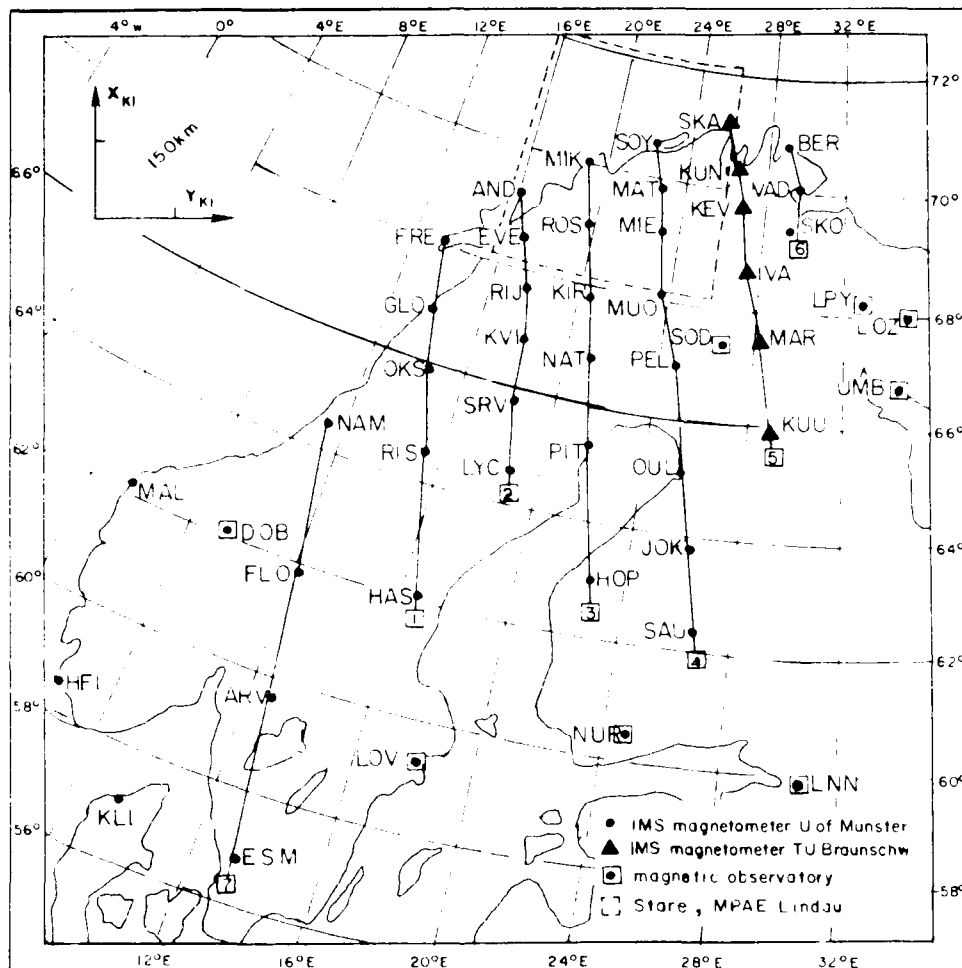 4°W 0° 4°E 8°E 12°E 16°E 20°E 24°E 28°E 32°E
72°
X KI
150km
Y KI
SKA
SOY
BER
MIK
KUN
66°
AND
MAT
VAD
70°
KEV
ROS
MIE
SKO
FRE
EVE
6
IVA
64°
RIJ
KIR
GLO
MUO
LPY
LOZ
68°
KVI
SOD
MAR
OKS
NAT
PEL
UMB
SRV
NAM
KUU
66°
62°
RIS
LYC
PIT
5
MAL
2
OUL
DOB
JOK
64°
60°
FLO
HAS
HOP
1
3
SAU
4
62°
HFI
ARV
58°
NUR
LOV
LNN
60°
KLI
56°
ESM
7
58°
• IMS magnetometer U of Munster
▲ IMS magnetometer TU Braunschw
magnetic observatory
Stare, MPAE Lindau
12°E 16°E 20°E 24°E 28°E 32°E